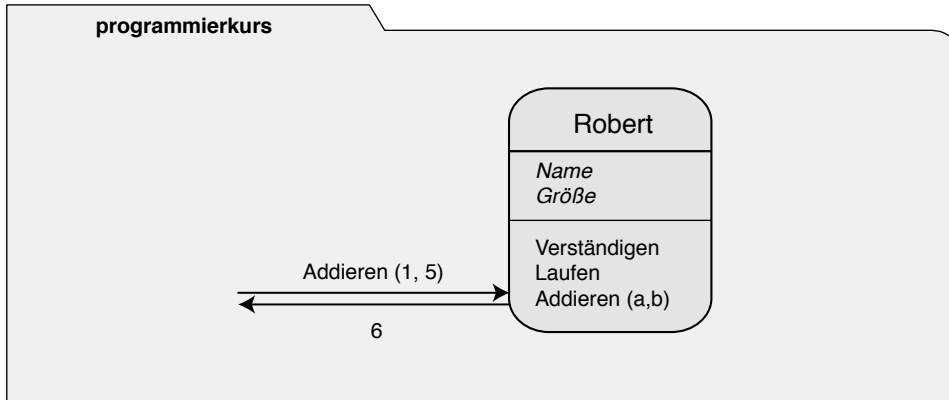 programmierkurs
Robert
Name
Größe
Verständigen
Laufen
Addieren (a,b)
Addieren (1, 5)
6